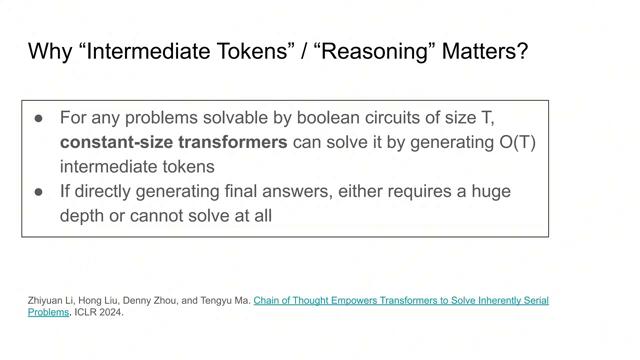 Why “Intermediate Tokens” / “Reasoning” Matters?
● For any problems solvable by boolean circuits of size T,
constant-size transformers can solve it by generating O(T)
intermediate tokens
● If directly generating final answers, either requires a huge
depth or cannot solve at all
Zhiyuan Li, Hong Liu, Denny Zhou, and Tengyu Ma. Chain of Thought Empowers Transformers to Solve Inherently Serial
Problems. ICLR 2024.